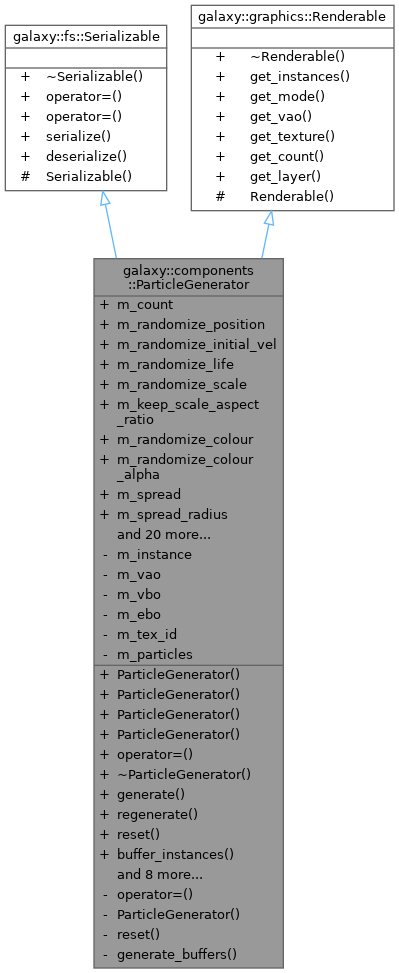 galaxy::fs::Serializable
+ ~Serializable()
+ operator=()
+ operator=()
+ serialize()
+ deserialize()
# Serializable()
galaxy::graphics::Renderable
+ ~Renderable()
+ get_instances()
+ get_mode()
+ get_vao()
+ get_texture()
+ get_count()
+ get_layer()
# Renderable()
galaxy::components
::ParticleGenerator
+ m_count
+ m_randomize_position
+ m_randomize_initial_vel
+ m_randomize_life
+ m_randomize_scale
+ m_keep_scale_aspect
_ratio
+ m_randomize_colour
+ m_randomize_colour
_alpha
+ m_spread
+ m_spread_radius
and 20 more...
- m_instance
- m_vao
- m_vbo
- m_ebo
- m_tex_id
- m_particles
+ ParticleGenerator()
+ ParticleGenerator()
+ ParticleGenerator()
+ ParticleGenerator()
+ operator=()
+ ~ParticleGenerator()
+ generate()
+ regenerate()
+ reset()
+ buffer_instances()
and 8 more...
- operator=()
- ParticleGenerator()
- reset()
- generate_buffers()